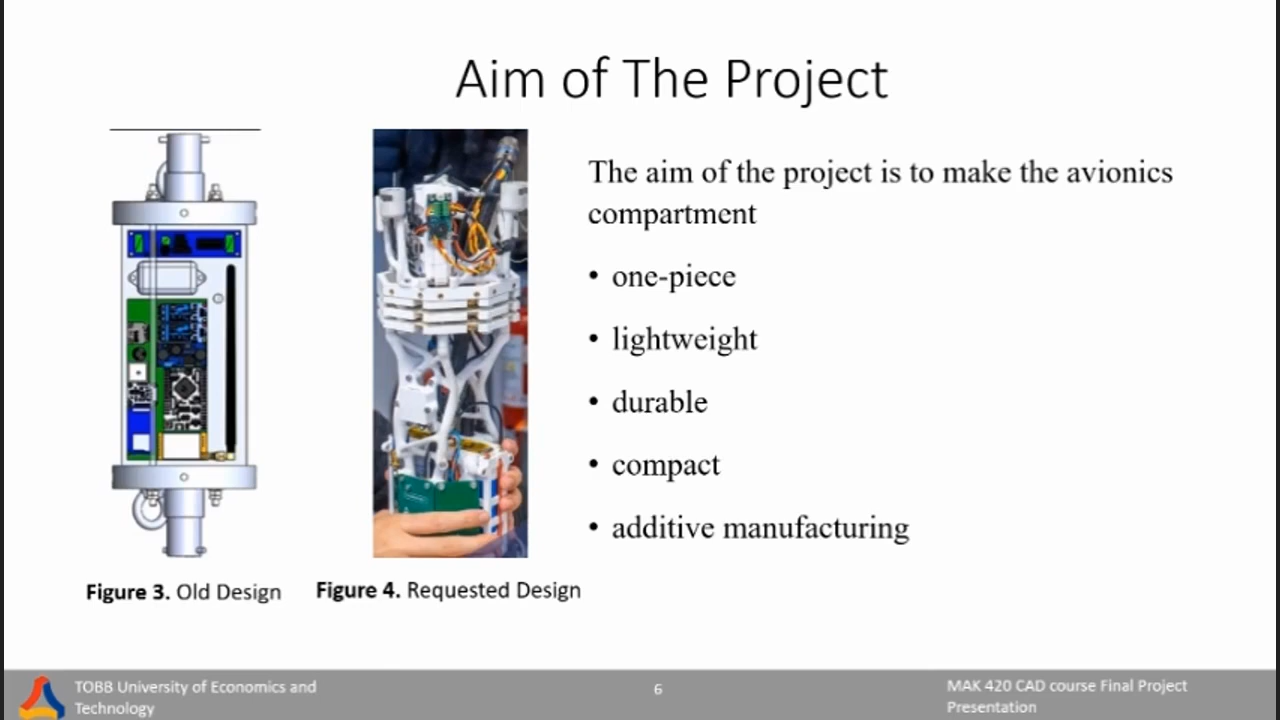 Aim of The Project
The aim of the project is to make the avionics
compartment
• one-piece
• lightweight
• durable
• compact
• additive manufacturing
Figure 3. Old Design
Figure 4. Requested Design
TOBB University of Economics and
Technology
6
MAK 420 CAD course Final Project
Presentation